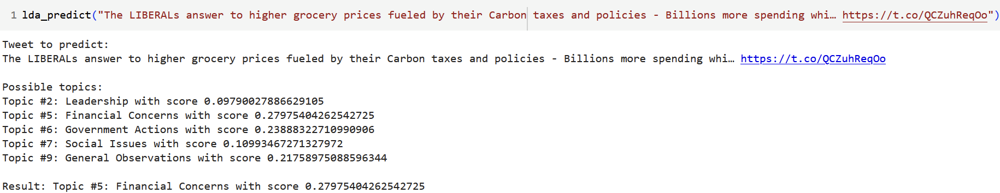 1 lda_predict("The LIBERALs answer to higher grocery prices fueled by their Carbon taxes and policies - Billions more spending whi… https://t.co/QCZuhReqOo")
Tweet to predict:
The LIBERALs answer to higher grocery prices fueled by their Carbon taxes and policies - Billions more spending whi… https://t.co/QCZuhReqOo
Possible topics:
Topic #2: Leadership with score 0.09790027886629105
Topic #5: Financial Concerns with score 0.27975404262542725
Topic #6: Government Actions with score 0.23888322710990906
Topic #7: Social Issues with score 0.10993467271327972
Topic #9: General Observations with score 0.21758975088596344
Result: Topic #5: Financial Concerns with score 0.27975404262542725